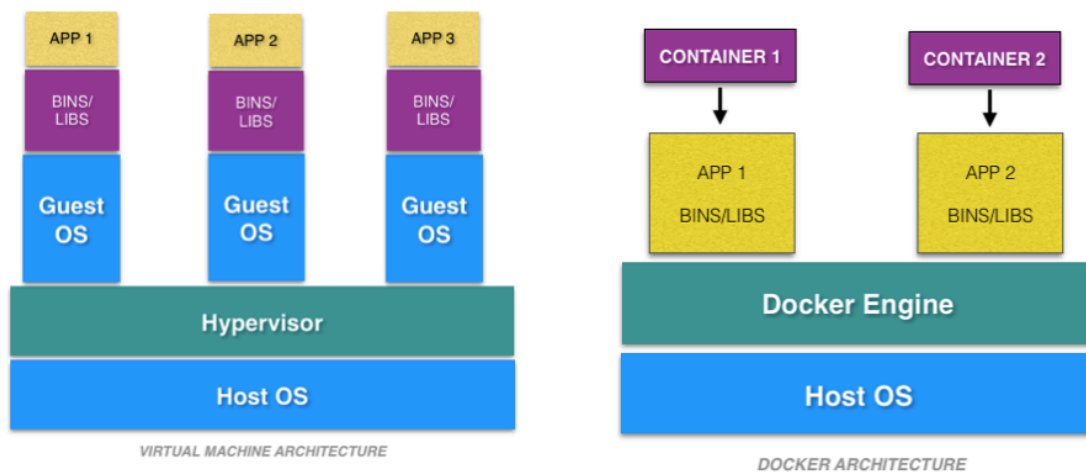 APP 1
BINS/
LIBS
Guest
OS
APP 2
BINS/
LIBS
Guest
OS
APP 3
BINS/
LIBS
Guest
OS
Hypervisor
Host OS
VIRTUAL MACHINE ARCHITECTURE
CONTAINER 1
APP 1
BINS/LIBS
CONTAINER 2
APP 2
BINS/LIBS
Docker Engine
Host OS
DOCKER ARCHITECTURE